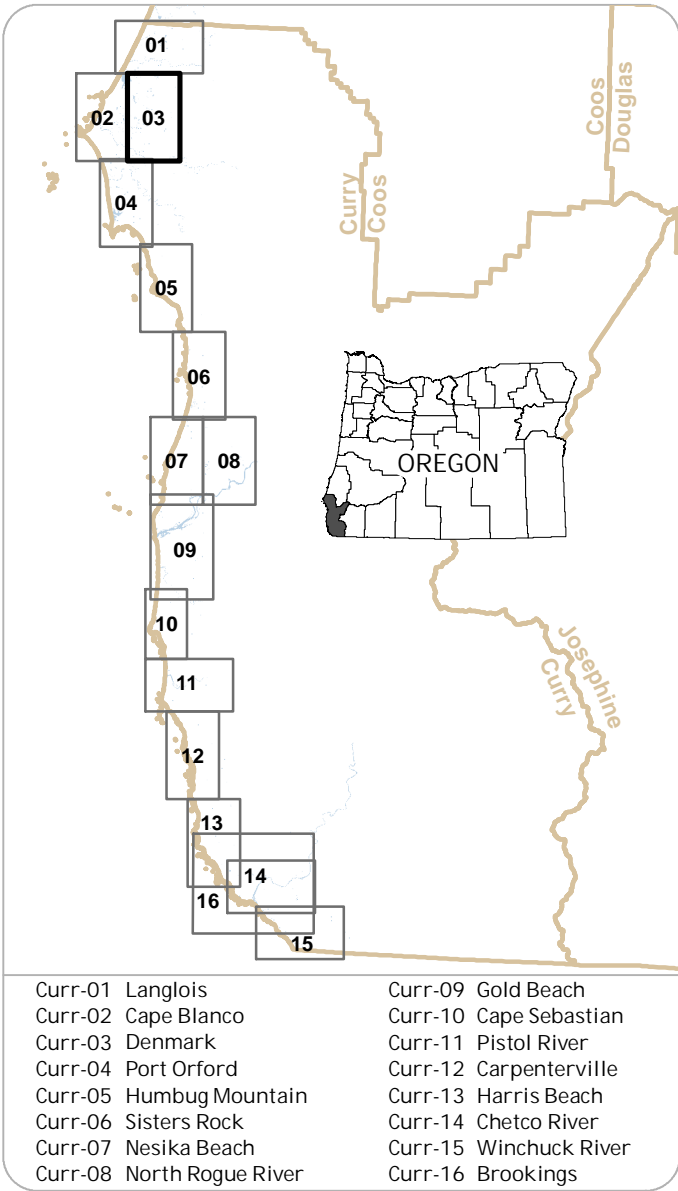 01
02
03
04
05
06
07
08
09
10
11
12
13
14
16
15
Curry
Coos
Coos
Douglas
OREGON
Josephine
Curry
Curr-01 Langlois
Curr-02 Cape Blanco
Curr-03 Denmark
Curr-04 Port Orford
Curr-05 Humbug Mountain
Curr-06 Sisters Rock
Curr-07 Nesika Beach
Curr-08 North Rogue River
Curr-09 Gold Beach
Curr-10 Cape Sebastian
Curr-11 Pistol River
Curr-12 Carpenterville
Curr-13 Harris Beach
Curr-14 Chetco River
Curr-15 Winchuck River
Curr-16 Brookings